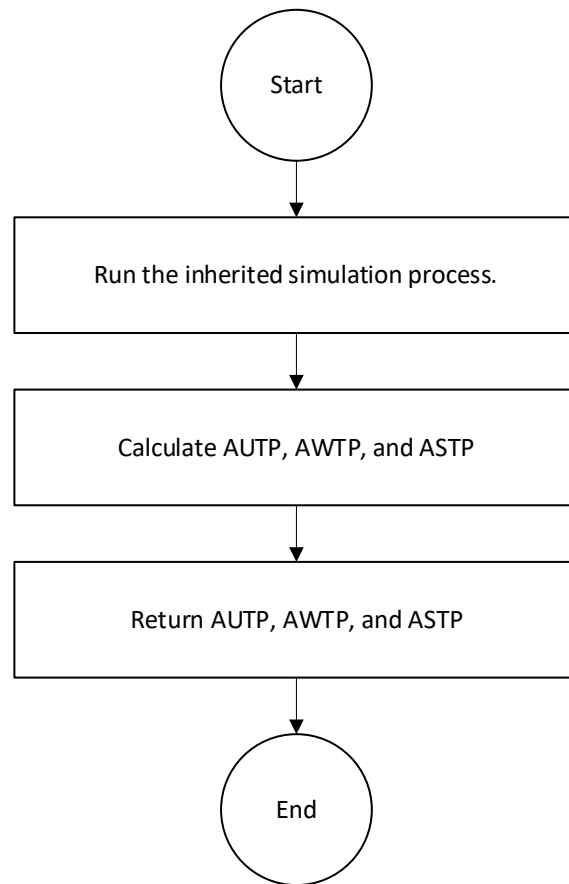 Start
Run the inherited simulation process.
Calculate AUTP, AWTP, and ASTP
Return AUTP, AWTP, and ASTP
End